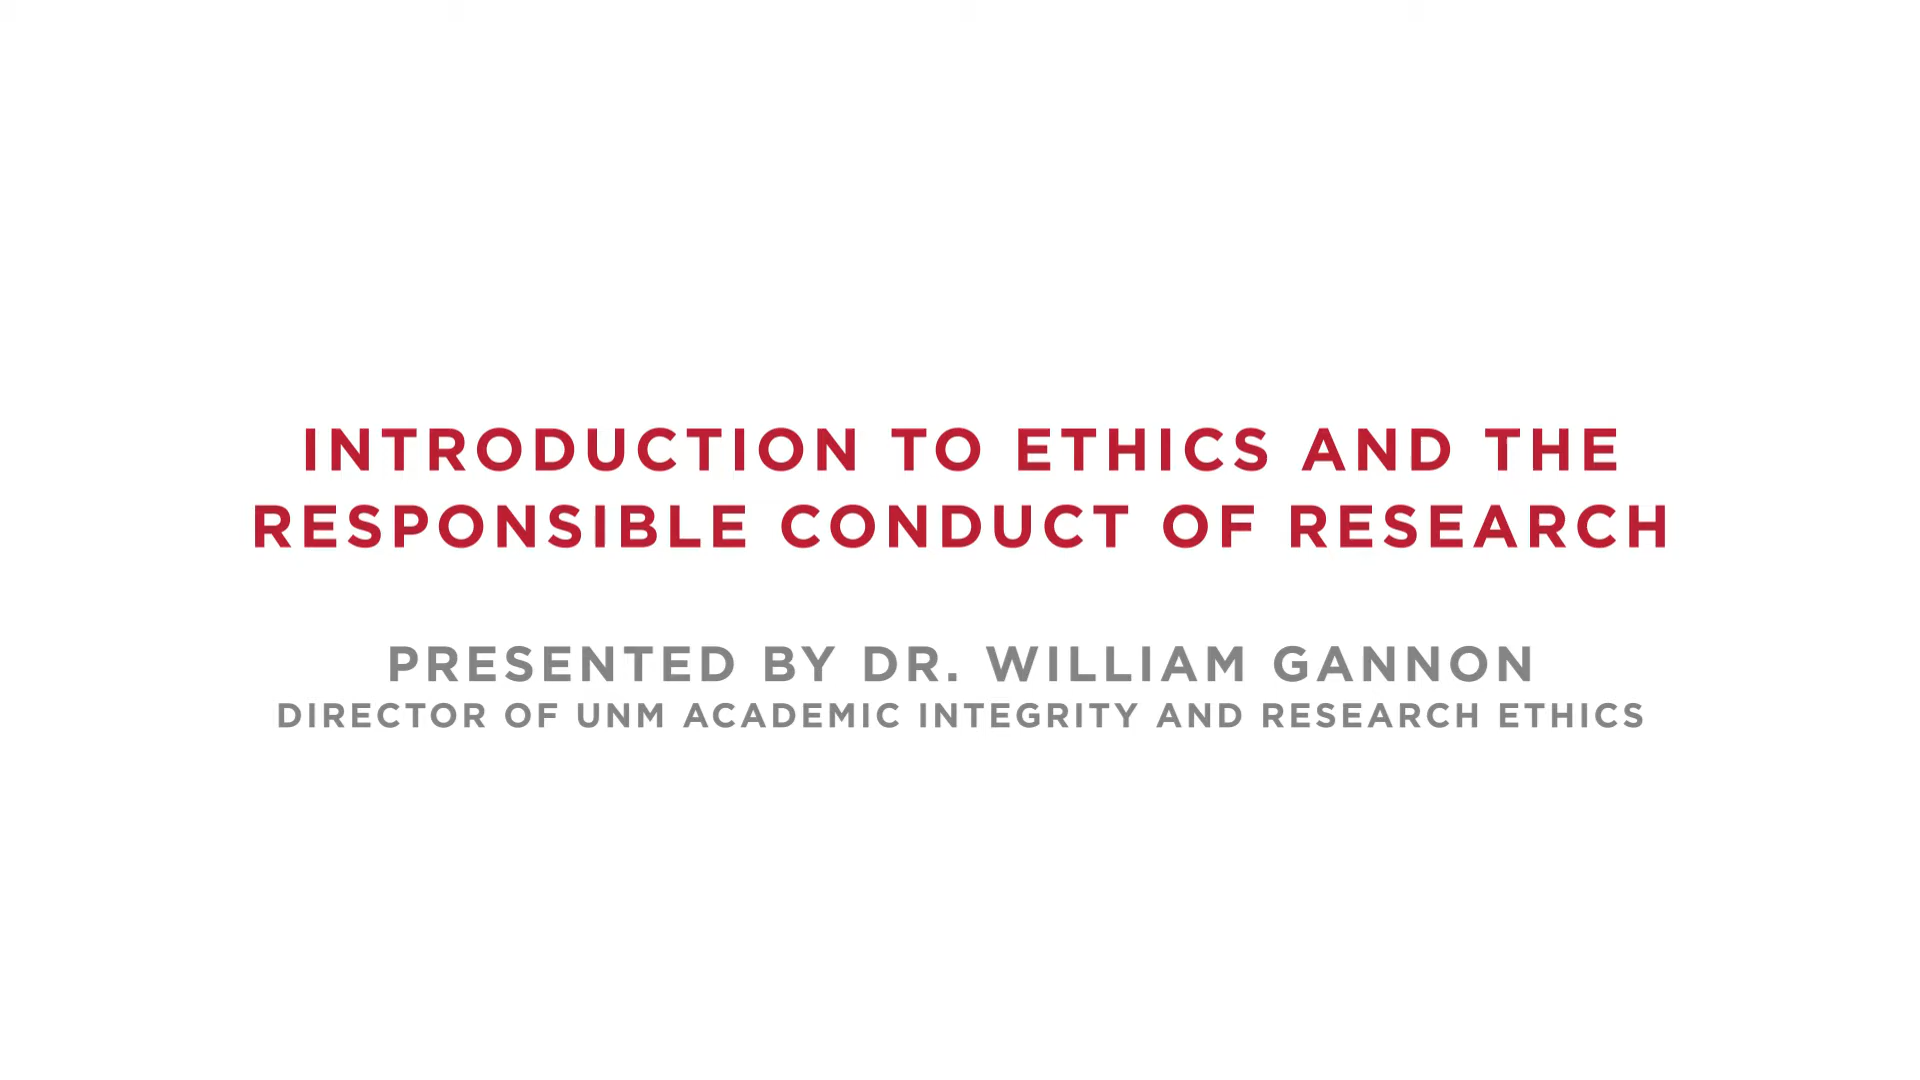 INTRODUCTION TO ETHICS AND THE
RESPONSIBLE CONDUCT OF RESEARCH
PRESENTED BY DR. WILLIAM GANNON
DIRECTOR OF UNM ACADEMIC INTEGRITY AND RESEARCH ETHICS